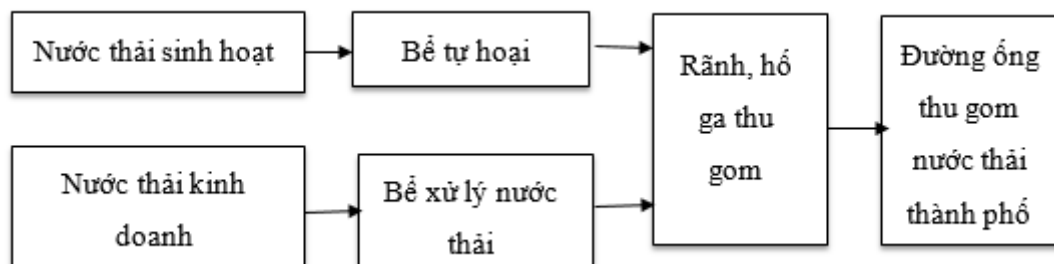 Nước thải sinh hoạt
Bể tự hoại
Rãnh, hố
ga thu
gom
Đường ống
thu gom
nước thải
thành phố
Nước thải kinh
doanh
Bể xử lý nước
thải